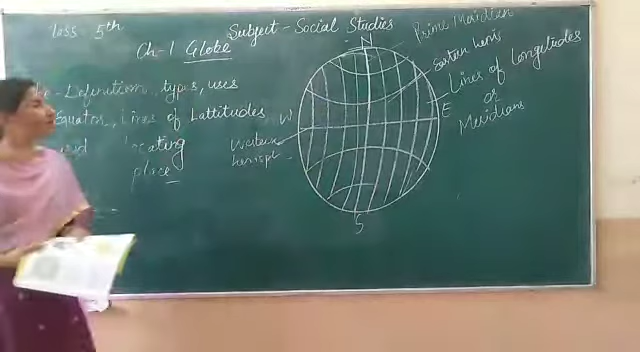 lass 5th
Subject - Social Studies
Ch-1 Globe
Definition, types, uses
Equator, Lines of Lattitudes
Locating
place
N
W
E
S
Prime Meridian
Eastern hemis
Lines of Longitudes
or
Meridians
Western
hemisph